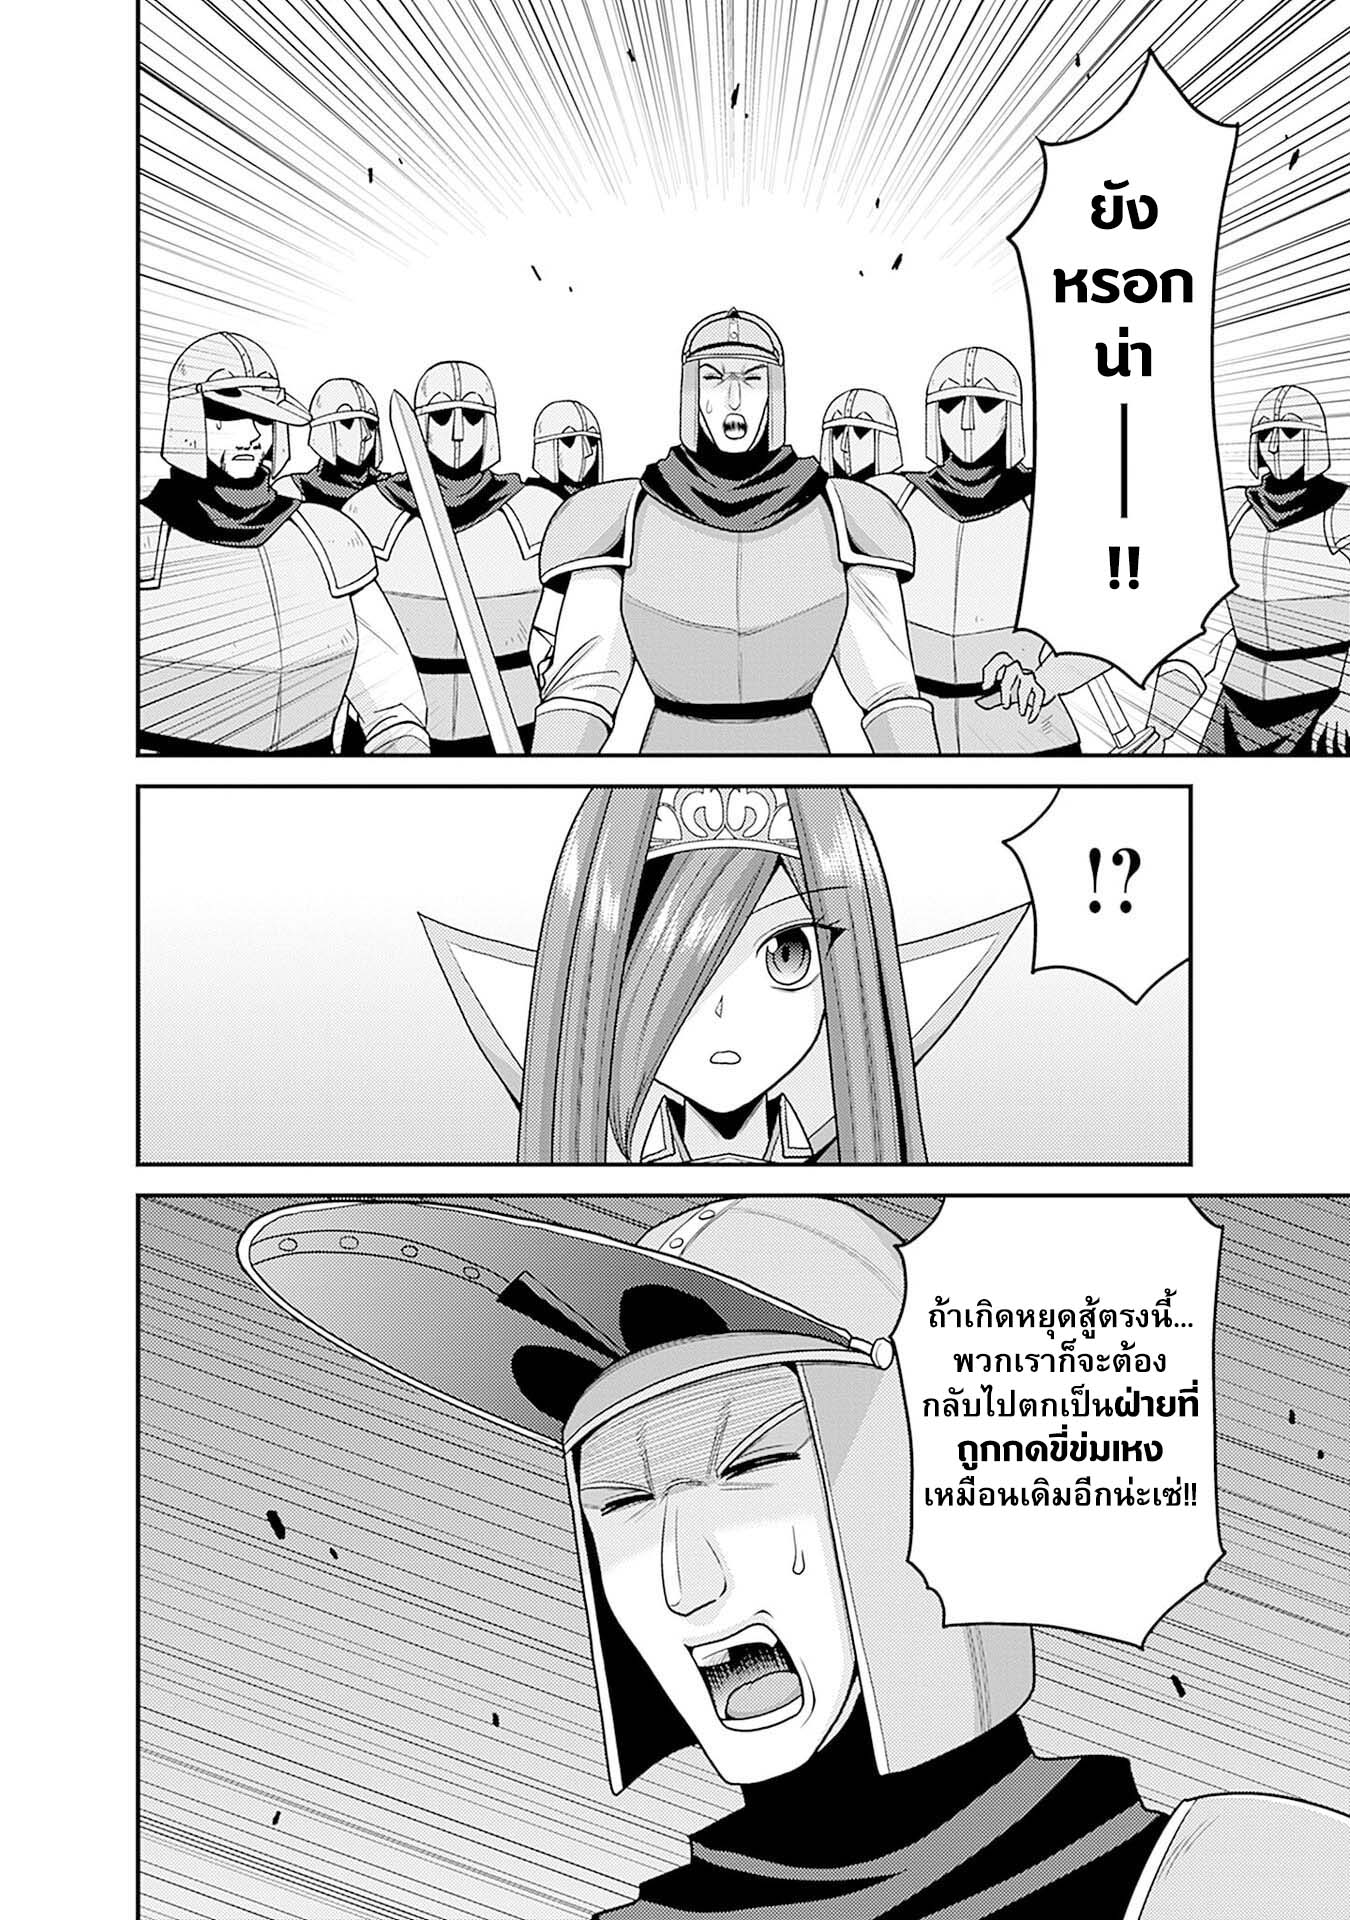 ยัง
หรอก
น่า
—
!!
!?
ถ้าเกิดหยุดสู้ตรงนี้...
พวกเราก็จะต้อง
กลับไปตกเป็นฝ่ายที่
ถูกกดขี่ข่มเหง
เหมือนเดิมอีกน่ะเซ่!!